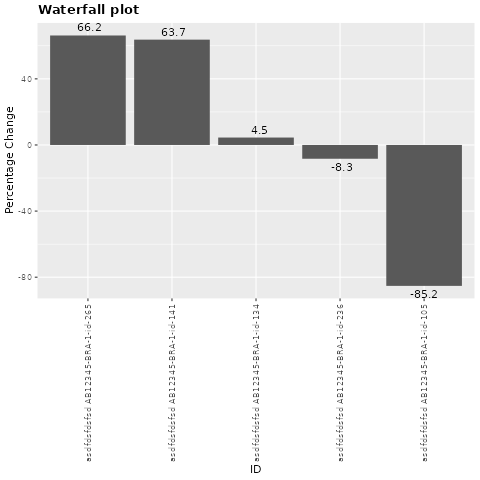 Waterfall plot
66.2
63.7
4.5
-8.3
-85.2
40
0
-40
-80
Percentage Change
asdfdsfdsfsd AB12345-BRA-1-id-265
asdfdsfdsfsd AB12345-BRA-1-id-141
asdfdsfdsfsd AB12345-BRA-1-id-134
asdfdsfdsfsd AB12345-BRA-1-id-236
asdfdsfdsfsd AB12345-BRA-1-id-105
ID